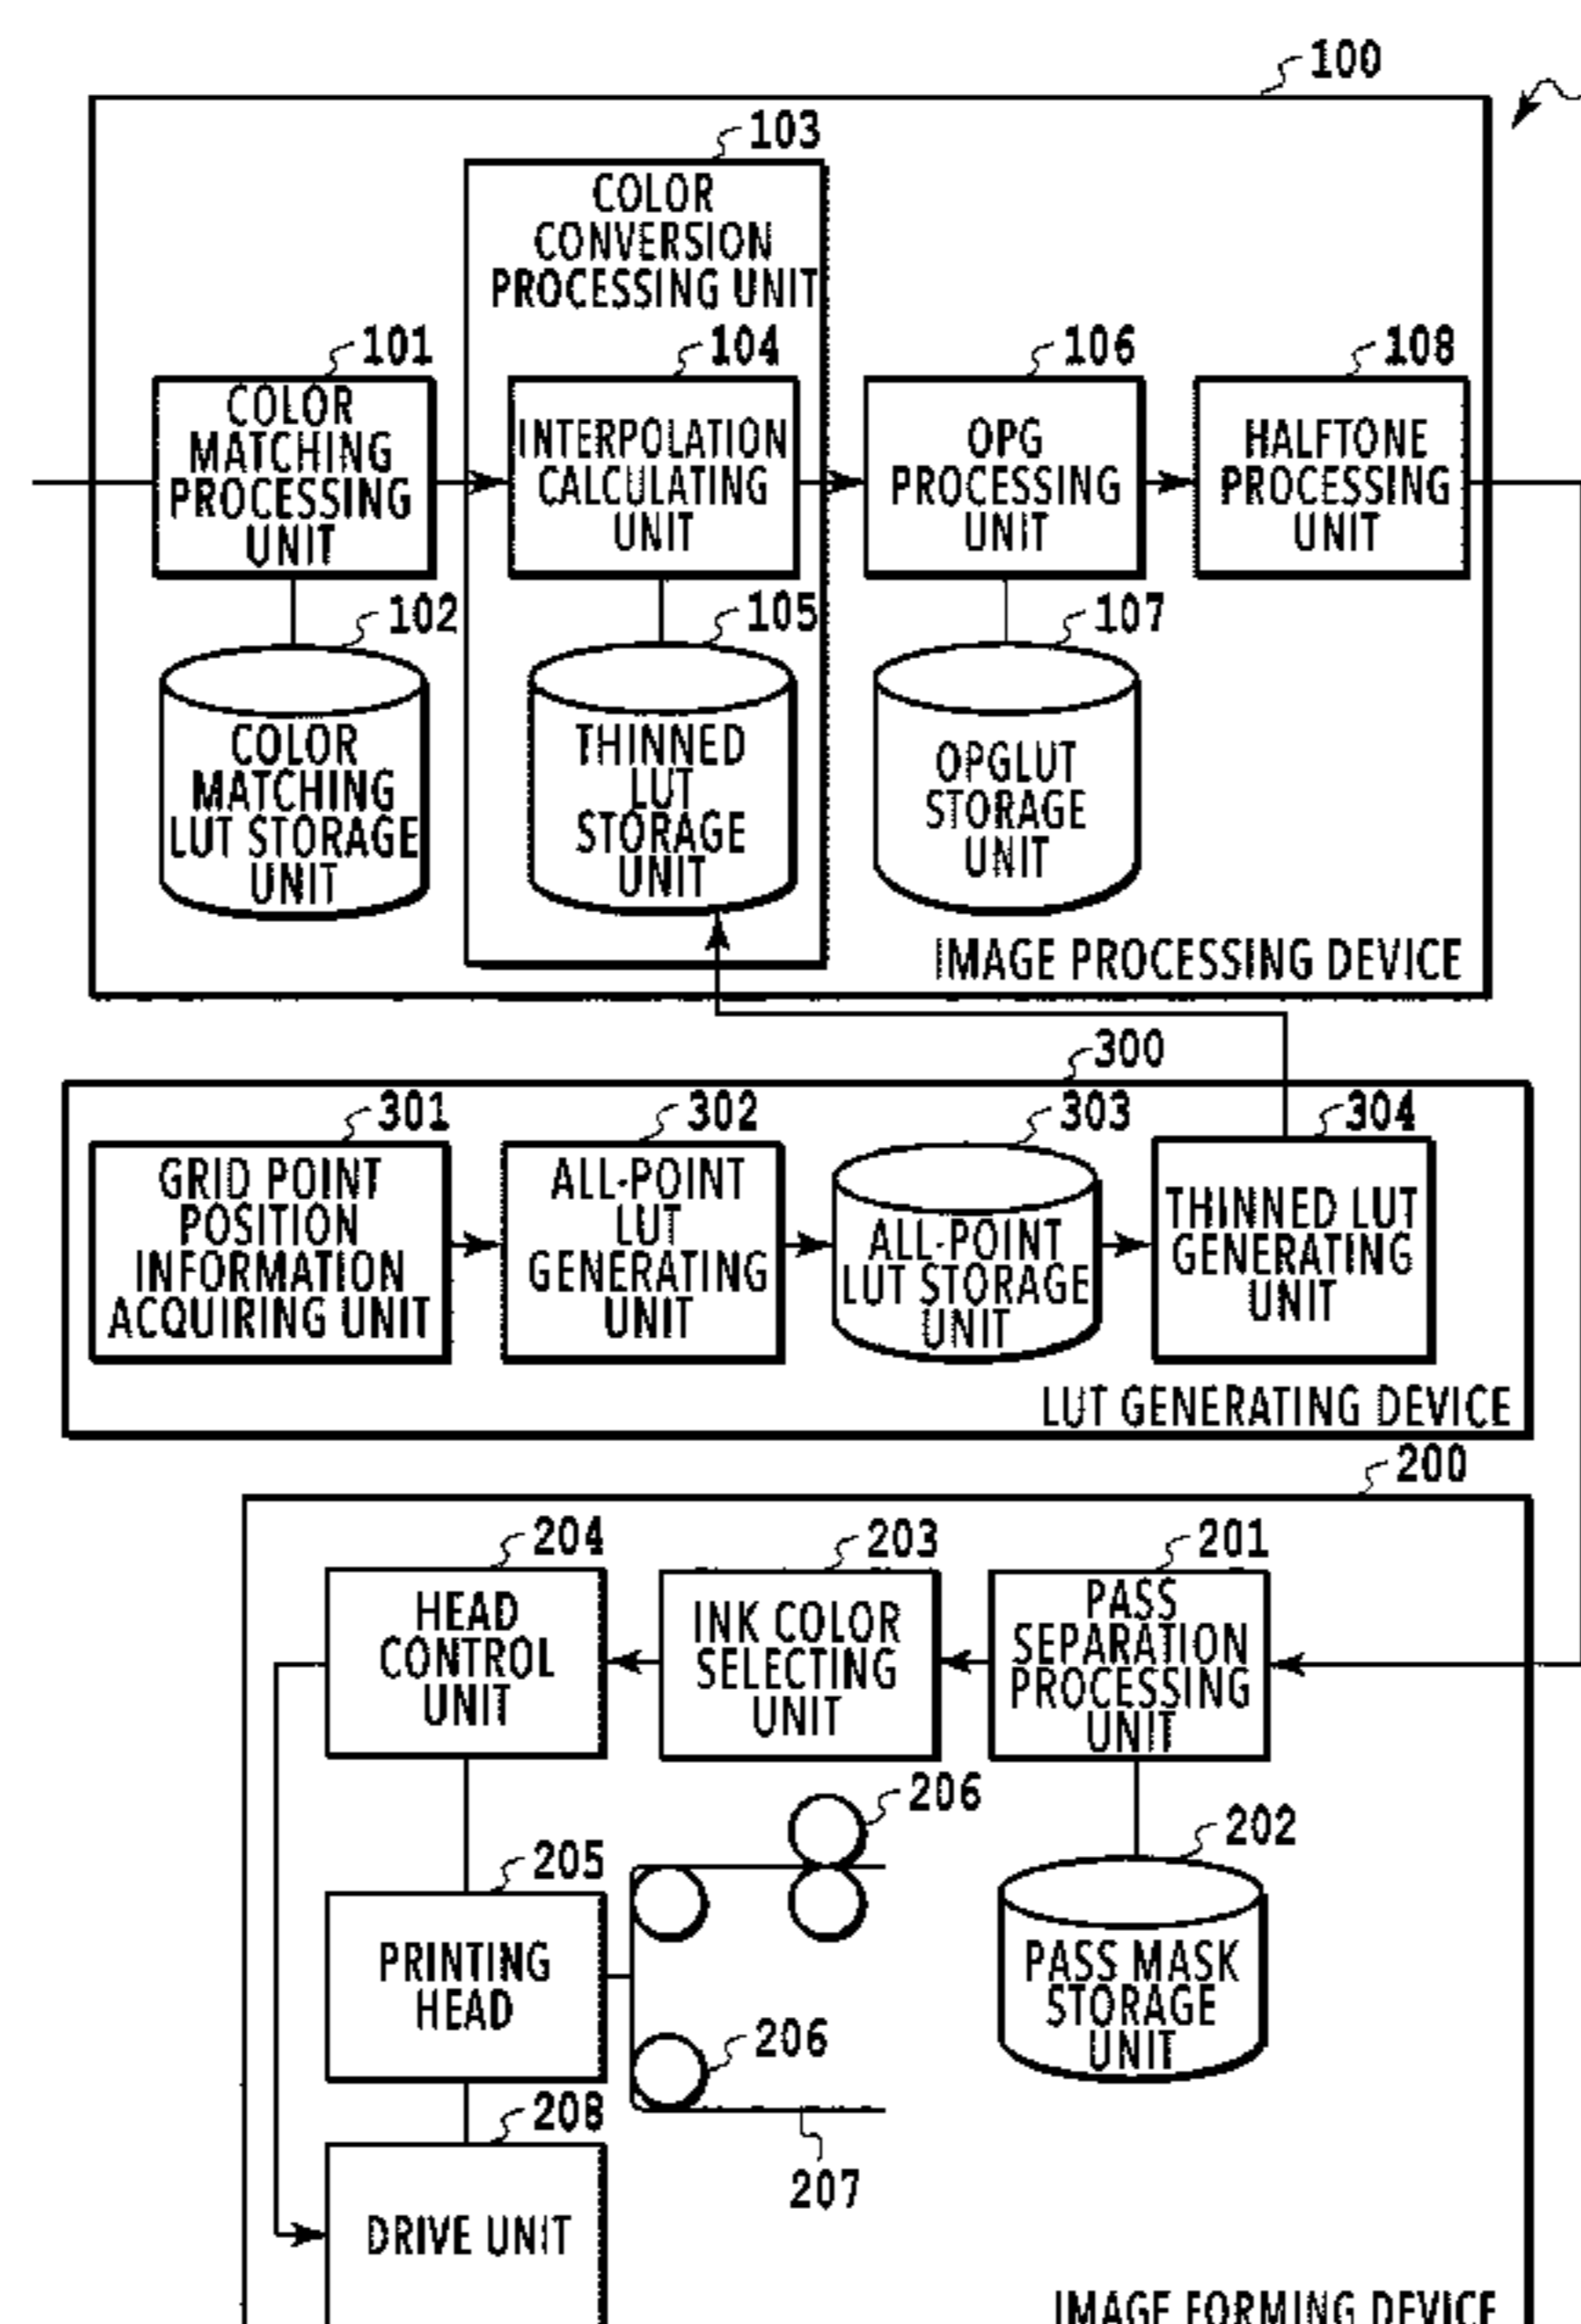 100
103
COLOR
CONVERSION
PROCESSING UNIT
101
104
106
108
COLOR
MATCHING
PROCESSING
UNIT
INTERPOLATION
CALCULATING
UNIT
OPG
PROCESSING
UNIT
HALFTONE
PROCESSING
UNIT
102
105
107
COLOR
MATCHING
LUT STORAGE
UNIT
THINNED
LUT
STORAGE
UNIT
OPGLUT
STORAGE
UNIT
IMAGE PROCESSING DEVICE
300
301
302
303
304
GRID POINT
POSITION
INFORMATION
ACQUIRING UNIT
ALL-POINT
LUT
GENERATING
UNIT
ALL-POINT
LUT STORAGE
UNIT
THINNED LUT
GENERATING
UNIT
LUT GENERATING DEVICE
200
204
203
201
HEAD
CONTROL
UNIT
INK COLOR
SELECTING
UNIT
PASS
SEPARATION
PROCESSING
UNIT
206
202
205
PRINTING
HEAD
PASS MASK
STORAGE
UNIT
206
208
207
DRIVE UNIT
IMAGE FORMING DEVICE